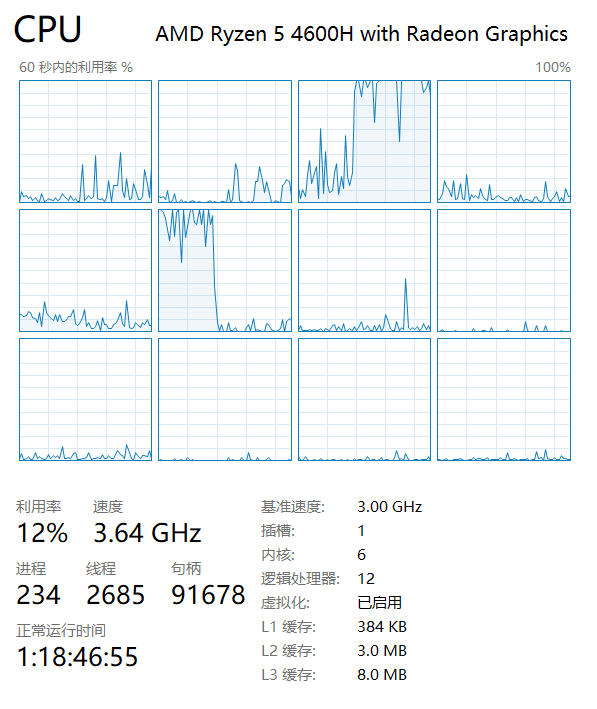 CPU AMD Ryzen 5 4600H with Radeon Graphics
60 秒内的利用率 % 100%
利用率 速度 基准速度: 3.00 GHz
12% 3.64 GHz 插槽: 1
内核: 6
进程 线程 句柄 逻辑处理器: 12
234 2685 91678 虚拟化: 已启用
正常运行时间 L1 缓存: 384 KB
1:18:46:55 L2 缓存: 3.0 MB
L3 缓存: 8.0 MB